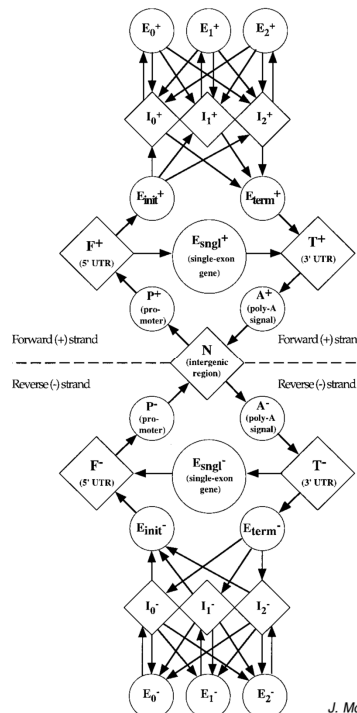 E0+ E1+ E2+
I0+ I1+ I2+
Einit+ Eterm+
F+
(5' UTR)
Esngl+
(single-exon
gene)
T+
(3' UTR)
P+
(pro-
moter)
A+
(poly-A
signal)
Forward (+) strand
Forward (+) stran
N
(intergenic
region)
Reverse (-) strand
Reverse (-) strand
P-
(pro-
moter)
A-
(poly-A
signal)
F-
(5' UTR)
Esngl-
(single-exon
gene)
T-
(3' UTR)
Einit- Eterm-
I0- I1- I2-
E0- E1- E2-
J. Mo